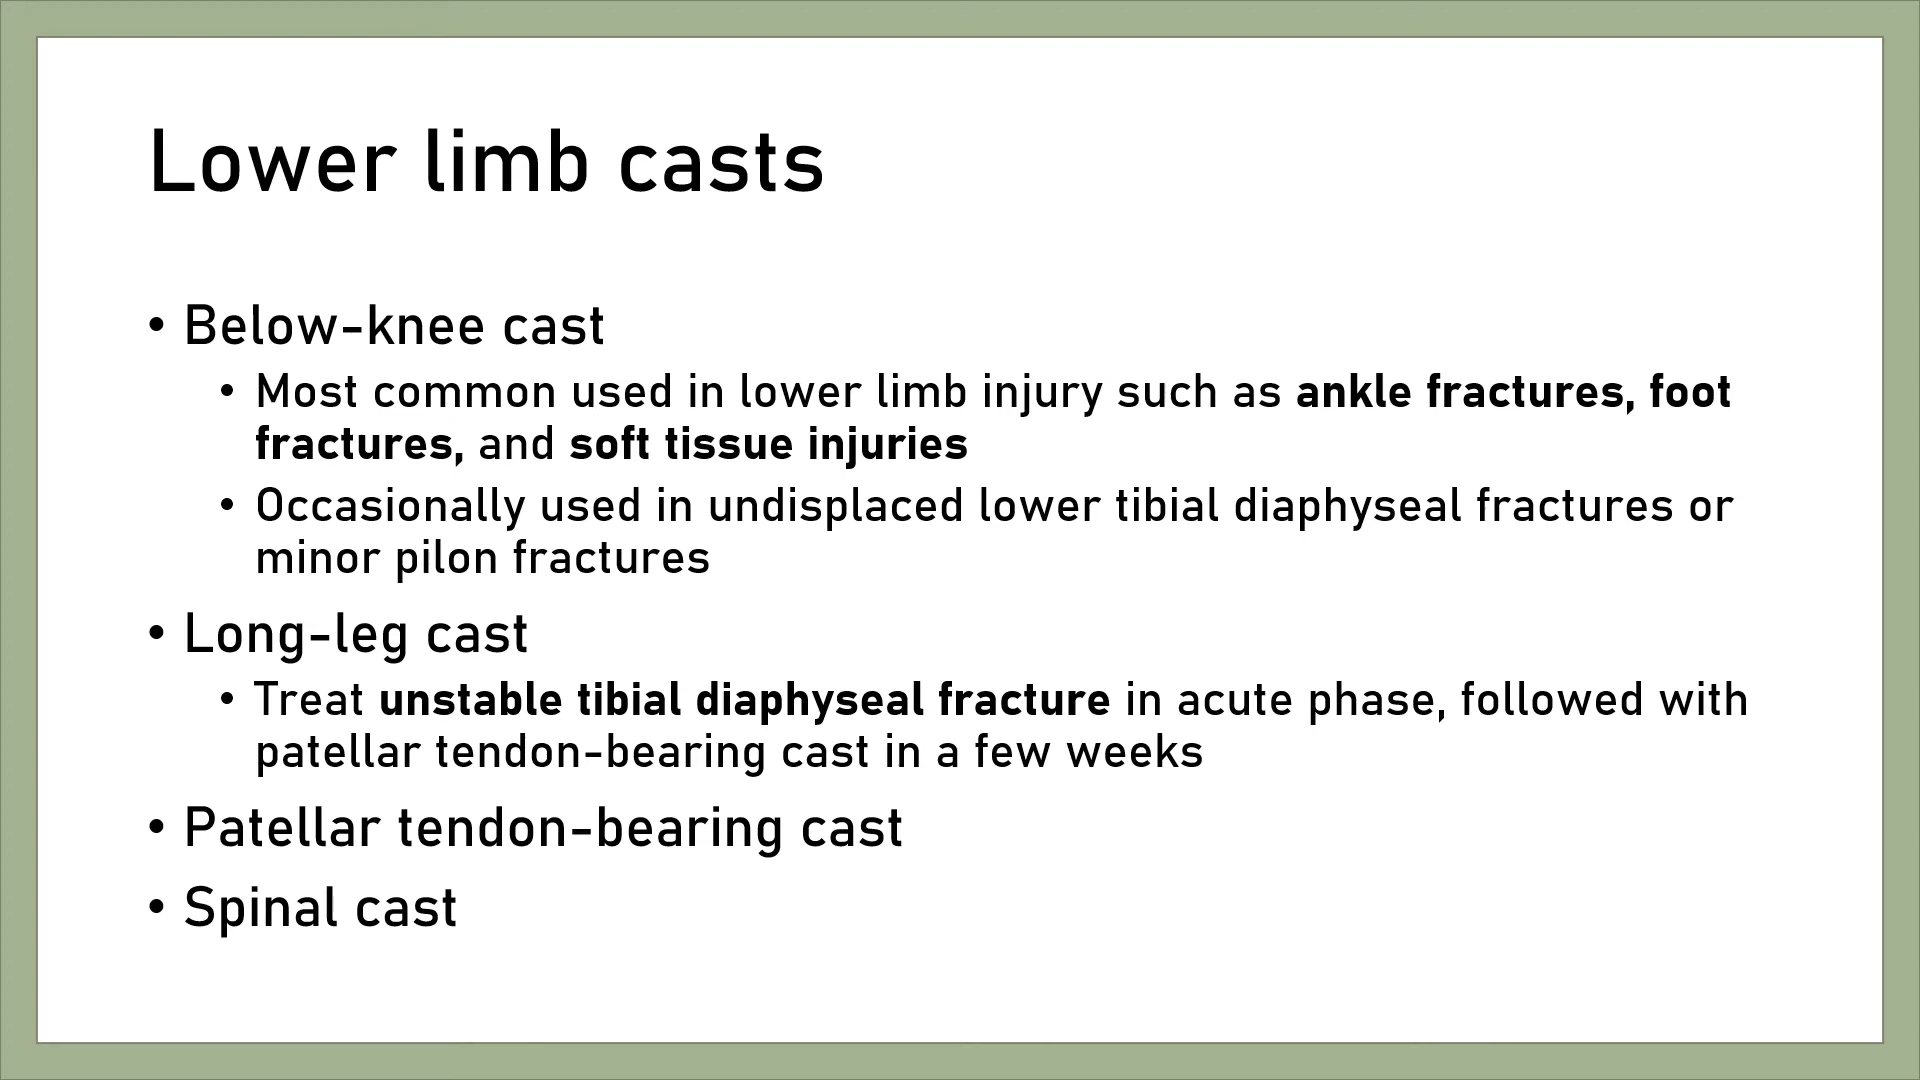 Lower limb casts
• Below-knee cast
• Most common used in lower limb injury such as ankle fractures, foot
fractures, and soft tissue injuries
• Occasionally used in undisplaced lower tibial diaphyseal fractures or
minor pilon fractures
• Long-leg cast
• Treat unstable tibial diaphyseal fracture in acute phase, followed with
patellar tendon-bearing cast in a few weeks
• Patellar tendon-bearing cast
• Spinal cast